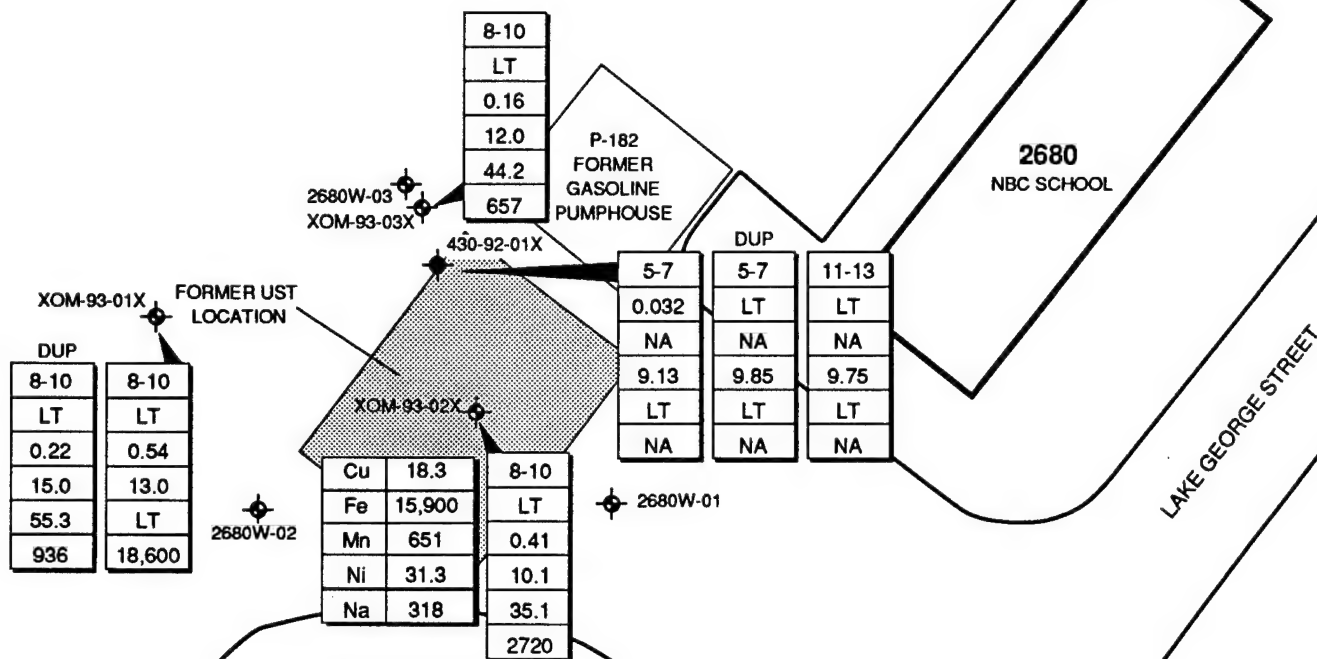 8-10
LT
0.16
12.0
44.2
657
P-182
FORMER
GASOLINE
PUMPHOUSE
2680
NBC SCHOOL
2680W-03
XOM-93-03X
430-92-01X
5-7
0.032
NA
9.13
LT
NA
DUP
5-7
LT
NA
9.85
LT
NA
11-13
LT
NA
9.75
LT
NA
XOM-93-01X
FORMER UST
LOCATION
DUP
8-10
LT
0.22
15.0
55.3
936
8-10
LT
0.54
13.0
LT
18,600
XOM-93-02X
2680W-02
Cu 18.3
Fe 15,900
Mn 651
Ni 31.3
Na 318
8-10
LT
0.41
10.1
35.1
2720
2680W-01
LAKE GEORGE STREET